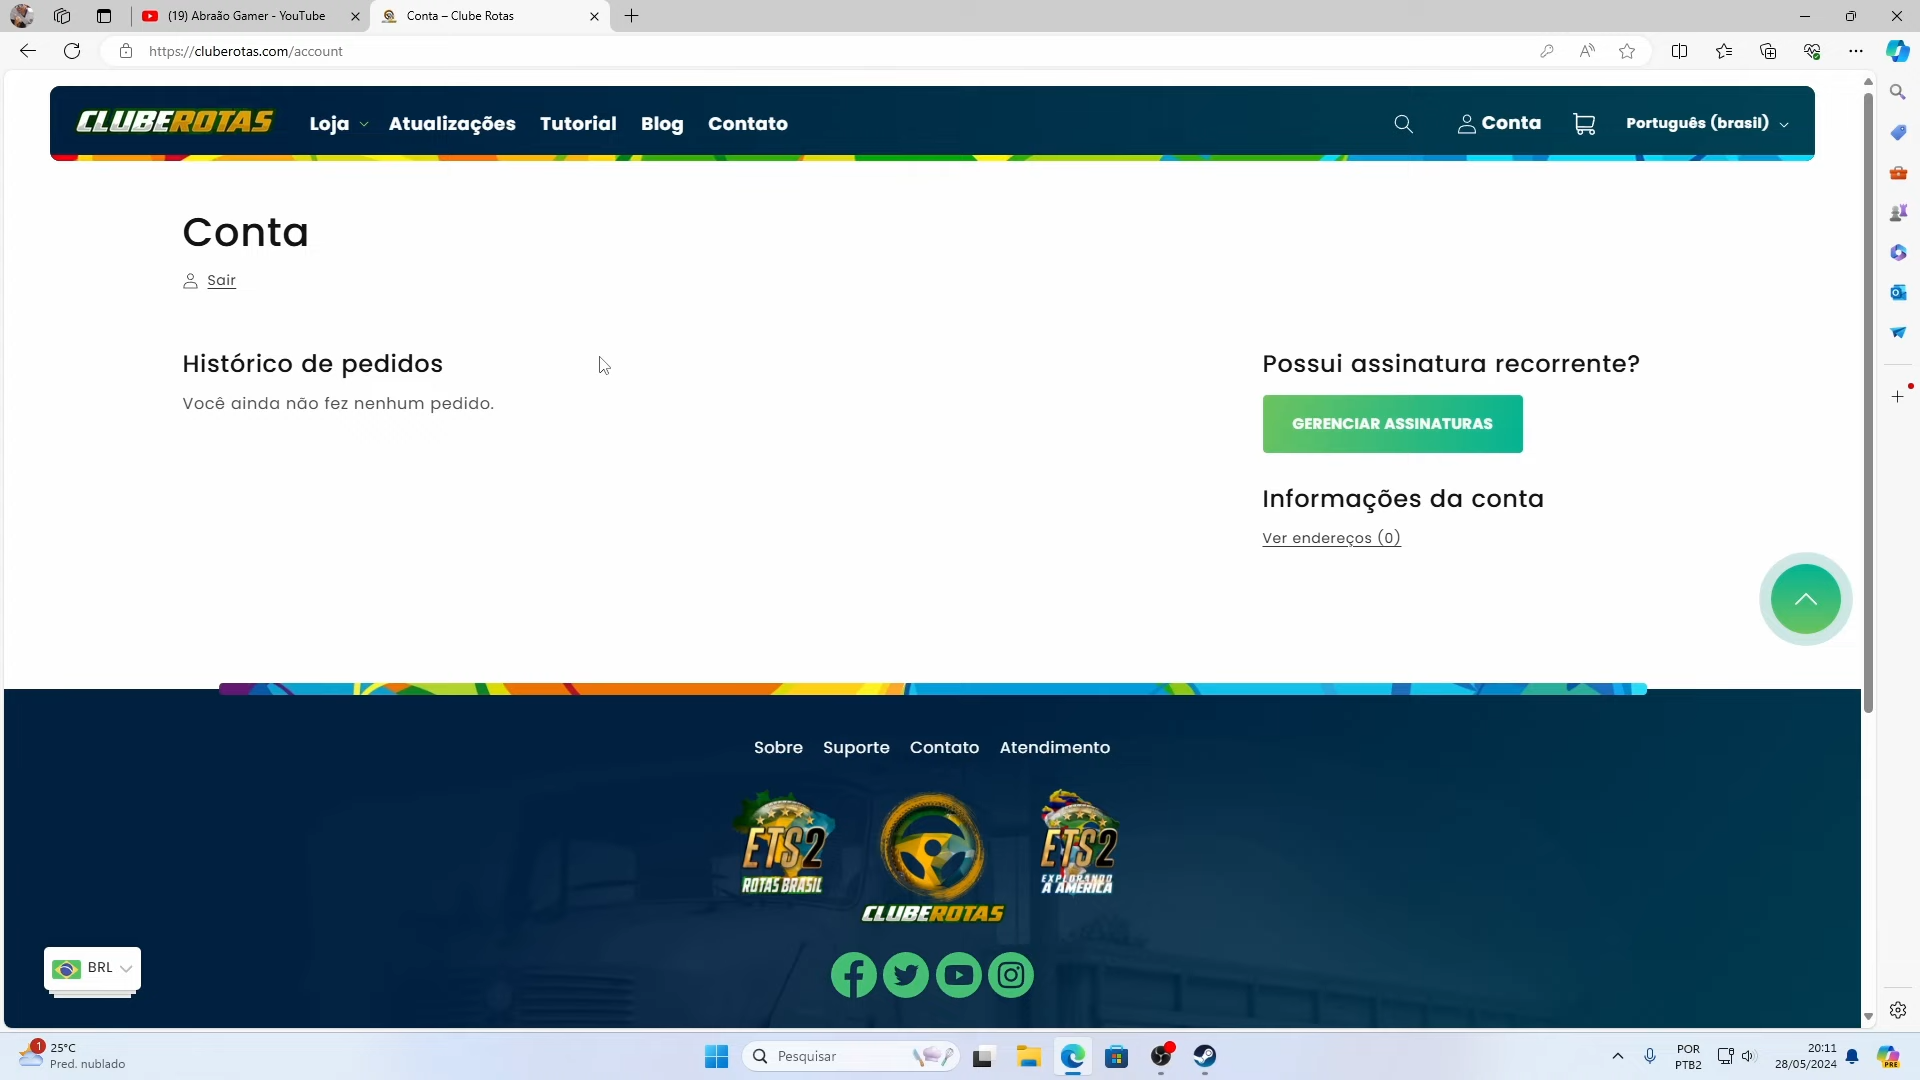 (19) Abraão Gamer - YouTube
Conta – Clube Rotas
https://cluberotas.com/account
CLUBEROTAS
Loja
Atualizações
Tutorial
Blog
Contato
Conta
Português (brasil)
Conta
Sair
Histórico de pedidos
Você ainda não fez nenhum pedido.
Possui assinatura recorrente?
GERENCIAR ASSINATURAS
Informações da conta
Ver endereços (0)
Sobre
Suporte
Contato
Atendimento
ETS2
ROTAS BRASIL
CLUBEROTAS
ETS2
EXPLORANDO
A AMÉRICA
BRL
1
25°C
Pred. nublado
Pesquisar
POR
PTB2
20:11
28/05/2024
PRE